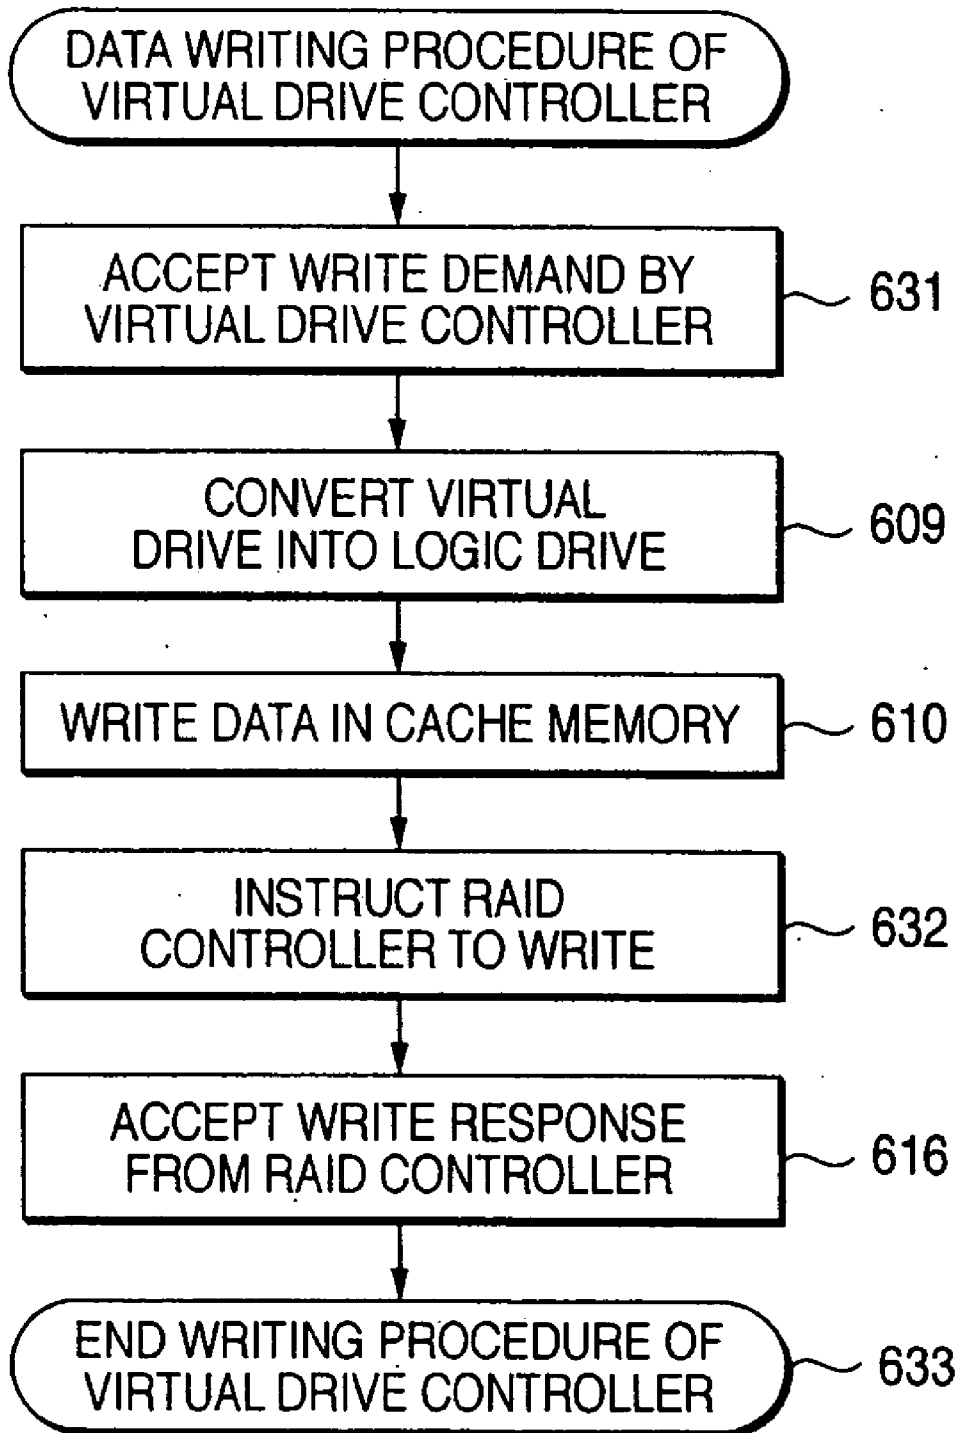 DATA WRITING PROCEDURE OF
VIRTUAL DRIVE CONTROLLER
ACCEPT WRITE DEMAND BY
VIRTUAL DRIVE CONTROLLER
631
CONVERT VIRTUAL
DRIVE INTO LOGIC DRIVE
609
WRITE DATA IN CACHE MEMORY
610
INSTRUCT RAID
CONTROLLER TO WRITE
632
ACCEPT WRITE RESPONSE
FROM RAID CONTROLLER
616
END WRITING PROCEDURE OF
VIRTUAL DRIVE CONTROLLER
633